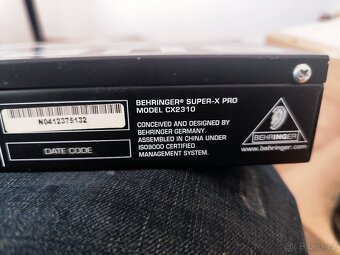 BEHRINGER® SUPER-X PRO
MODEL CX2310
N0412375132
CONCEIVED AND DESIGNED BY
BEHRINGER GERMANY.
ASSEMBLED IN CHINA UNDER
ISO9000 CERTIFIED
MANAGEMENT SYSTEM.
DATE CODE
BEHRINGER
www.behringer.com